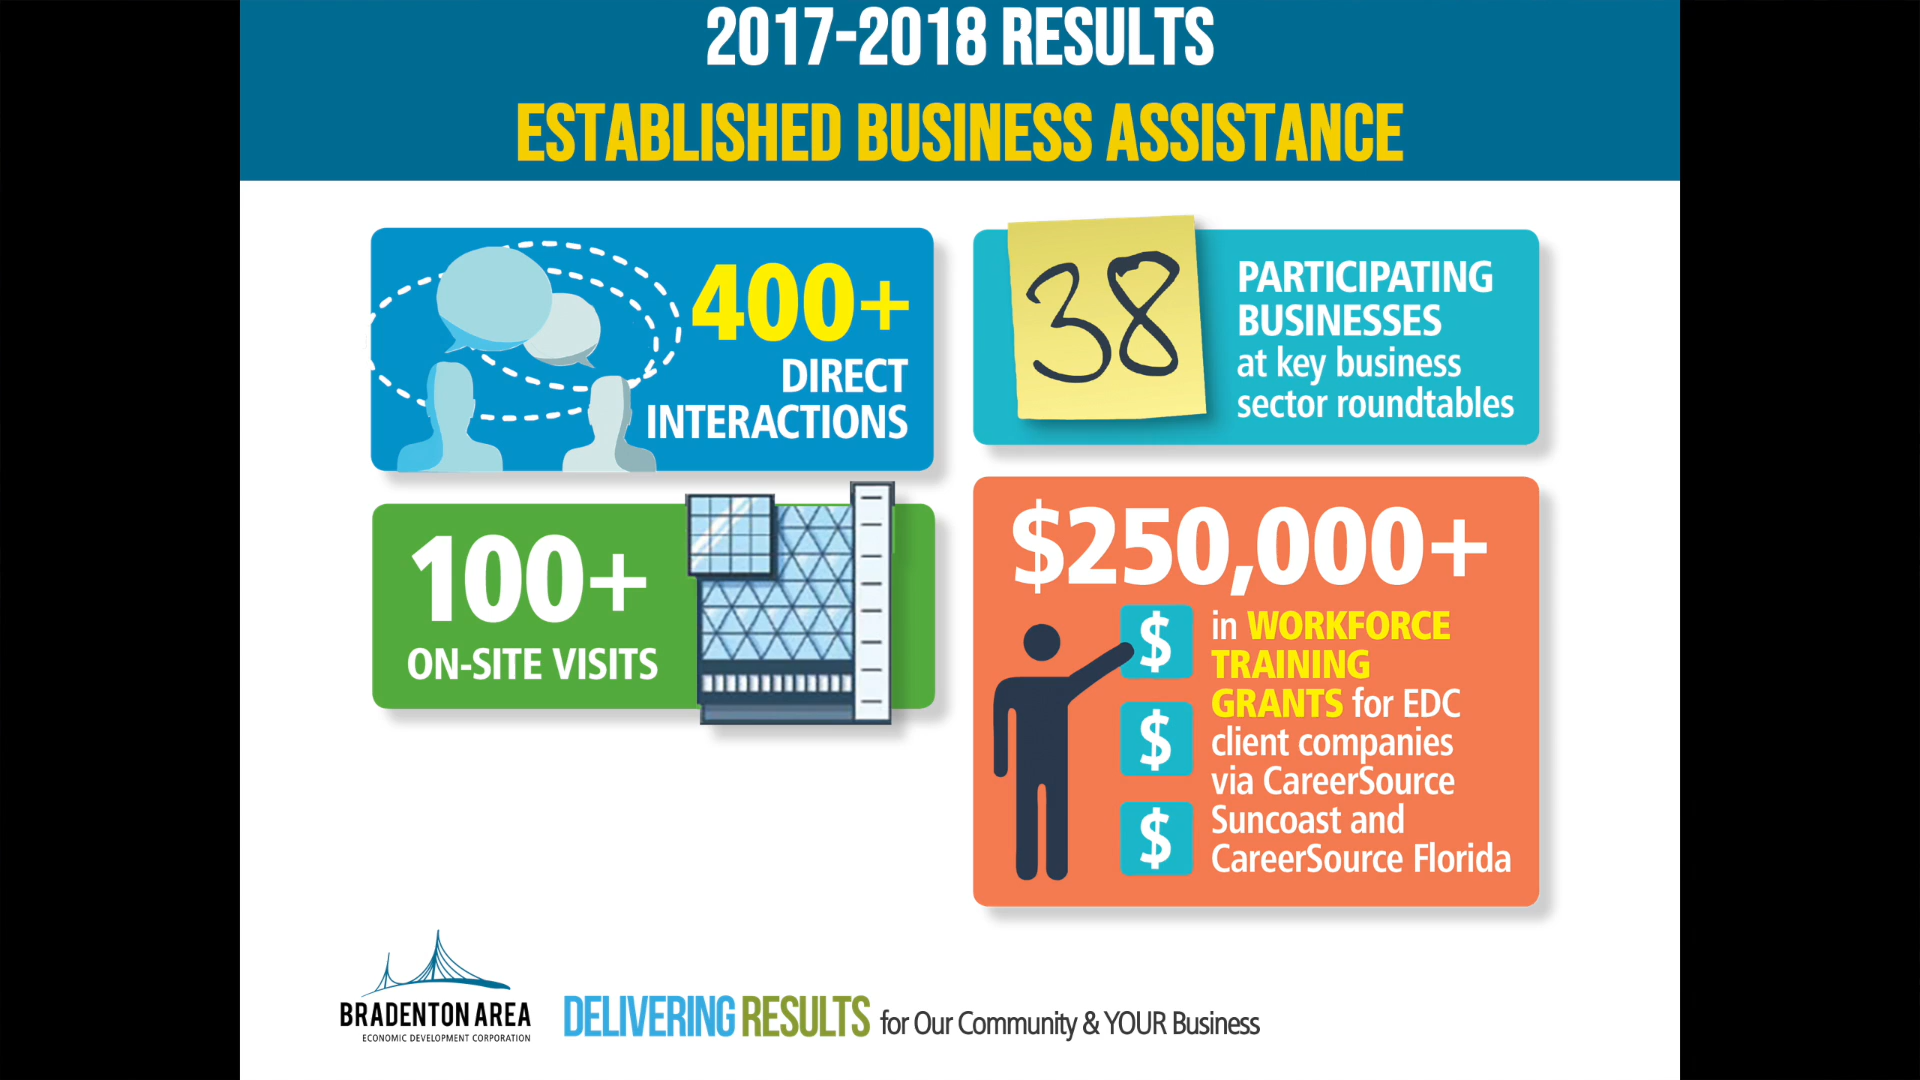 2017-2018 RESULTS
ESTABLISHED BUSINESS ASSISTANCE
400+
DIRECT
INTERACTIONS
38
PARTICIPATING
BUSINESSES
at key business
sector roundtables
100+
ON-SITE VISITS
$250,000+
$
$
$
in WORKFORCE
TRAINING
GRANTS for EDC
client companies
via CareerSource
Suncoast and
CareerSource Florida
BRADENTON AREA
ECONOMIC DEVELOPMENT CORPORATION
DELIVERING RESULTS for Our Community & YOUR Business